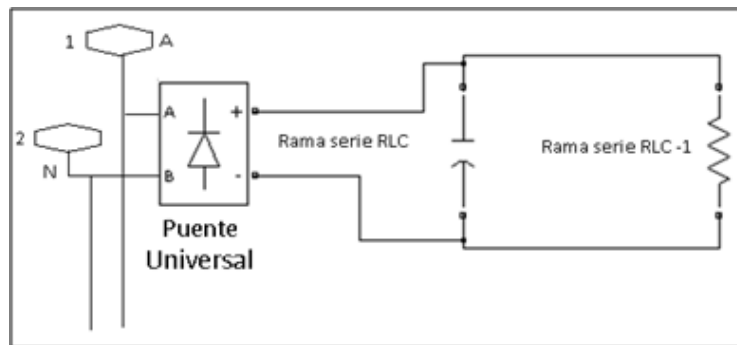 1 A
A +
2
Rama serie RLC
Rama serie RLC -1
N B -
Puente
Universal